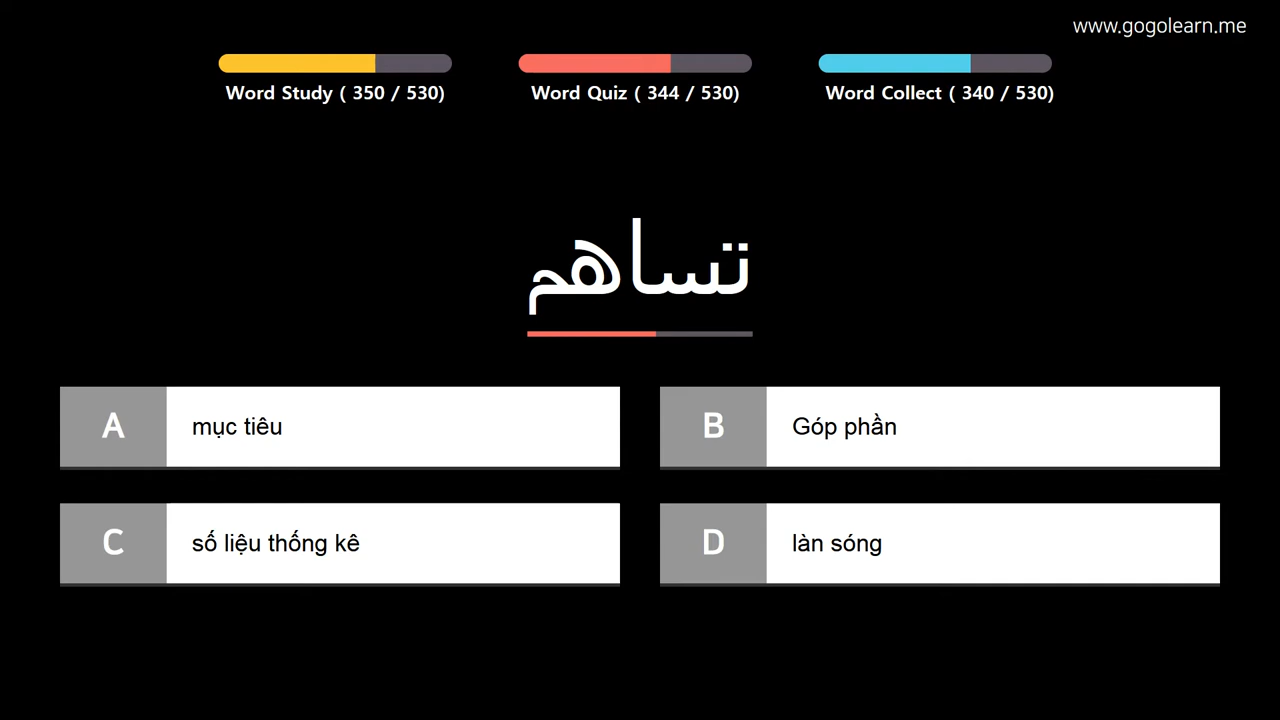 www.gogolearn.me
Word Study ( 350 / 530)
Word Quiz ( 344 / 530)
Word Collect ( 340 / 530)
تساهم
A mục tiêu
B Góp phần
C số liệu thống kê
D làn sóng